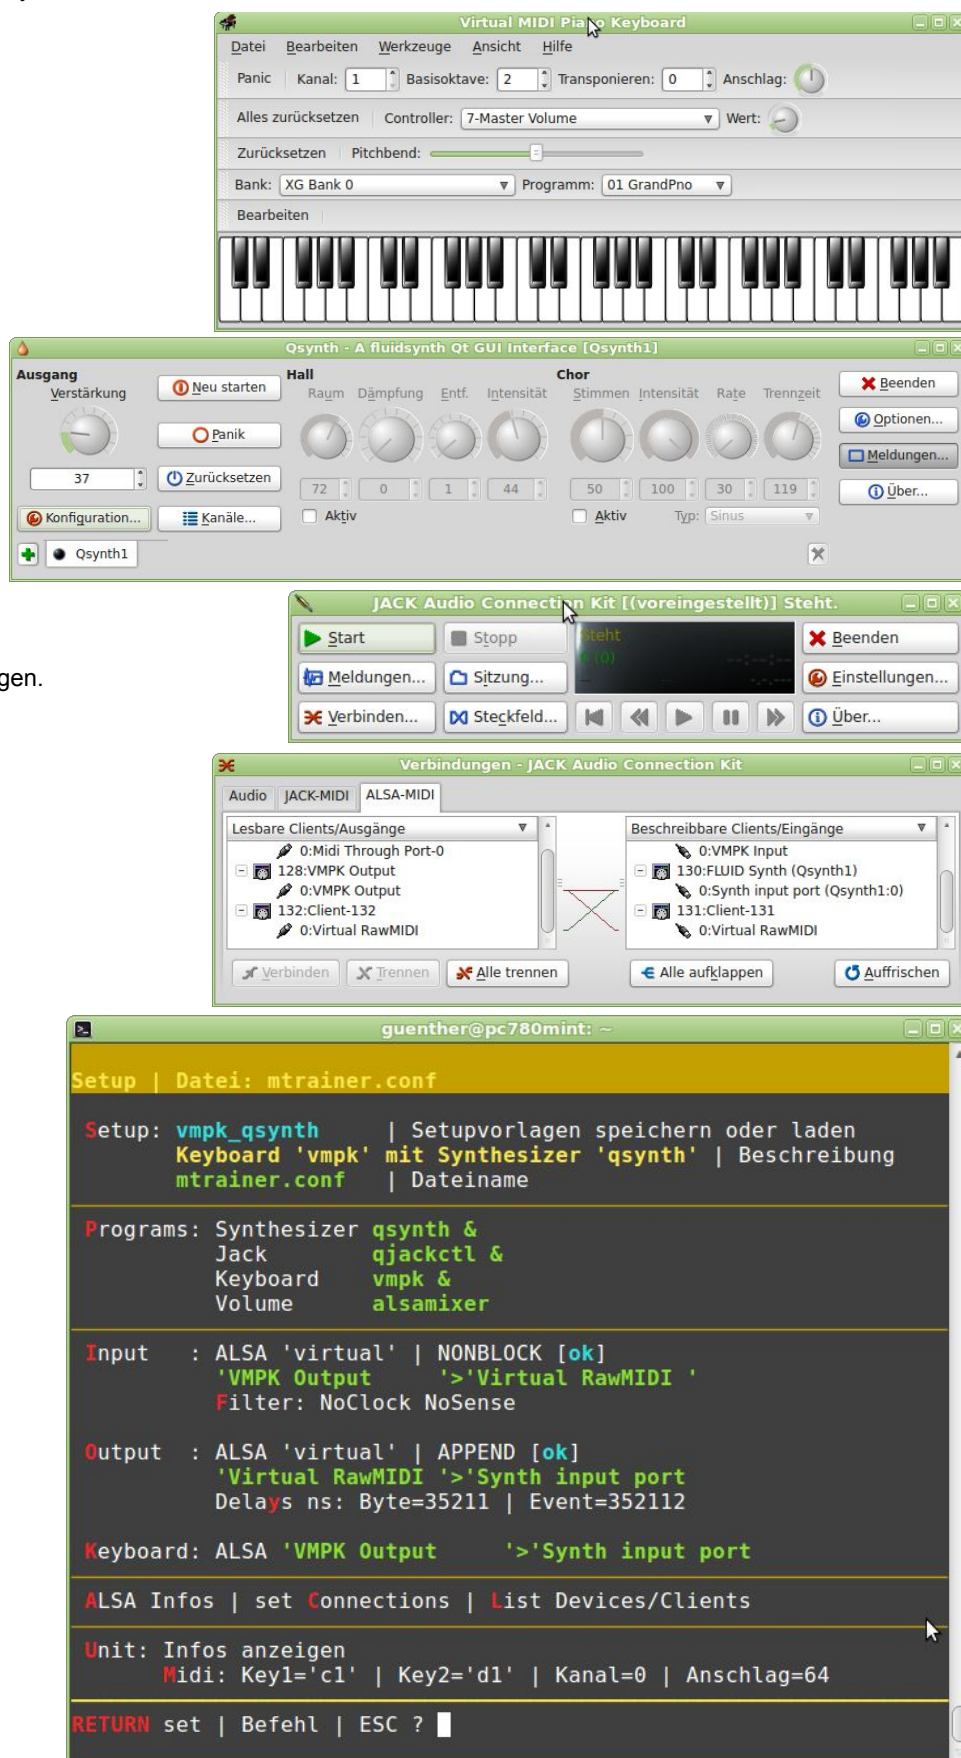 Virtual MIDI Piano Keyboard
Datei Bearbeiten Werkzeuge Ansicht Hilfe
Panic Kanal: 1 Basisoktave: 2 Transponieren: 0 Anschlag:
Alles zurücksetzen Controller: 7-Master Volume Wert:
Zurücksetzen Pitchbend:
Bank: XG Bank 0 Programm: 01 GrandPno
Bearbeiten
Qsynth - A fluidsynth Qt GUI Interface [Qsynth1]
Ausgang Hall Chor
Verstärkung Neu starten Raum Dämpfung Entf. Intensität Stimmen Intensität Rate Trennzeit Beenden
Panik Optionen...
Meldungen...
37 Zurücksetzen 72 0 1 44 50 100 30 119 Über...
Konfiguration... Kanäle... Aktiv Aktiv Typ: Sinus
Qsynth1
JACK Audio Connection Kit [(voreingestellt)] Steht.
Start Stopp Steht Beenden
(0)
gen.
Meldungen... Sitzung... Einstellungen...
Verbinden... Steckfeld... Über...
Verbindungen - JACK Audio Connection Kit
Audio JACK-MIDI ALSA-MIDI
Lesbare Clients/Ausgänge Beschreibbare Clients/Eingänge
0:Midi Through Port-0 0:VMPK Input
128:VMPK Output 130:FLUID Synth (Qsynth1)
0:VMPK Output 0:Synth input port (Qsynth1:0)
132:Client-132 131:Client-131
0:Virtual RawMIDI 0:Virtual RawMIDI
Verbinden Trennen Alle trennen Alle aufklappen Auffrischen
guenther@pc780mint: ~
Setup | Datei: mtrainer.conf
Setup: vmpk_qsynth | Setupvorlagen speichern oder laden
Keyboard 'vmpk' mit Synthesizer 'qsynth' | Beschreibung
mtrainer.conf | Dateiname
Programs: Synthesizer qsynth &
Jack qjackctl &
Keyboard vmpk &
Volume alsamixer
Input : ALSA 'virtual' | NONBLOCK [ok]
'VMPK Output '>'Virtual RawMIDI '
Filter: NoClock NoSense
Output : ALSA 'virtual' | APPEND [ok]
'Virtual RawMIDI '>'Synth input port
Delays ns: Byte=35211 | Event=352112
Keyboard: ALSA 'VMPK Output '>'Synth input port
ALSA Infos | set Connections | List Devices/Clients
Unit: Infos anzeigen
Midi: Key1='c1' | Key2='d1' | Kanal=0 | Anschlag=64
RETURN set | Befehl | ESC ?